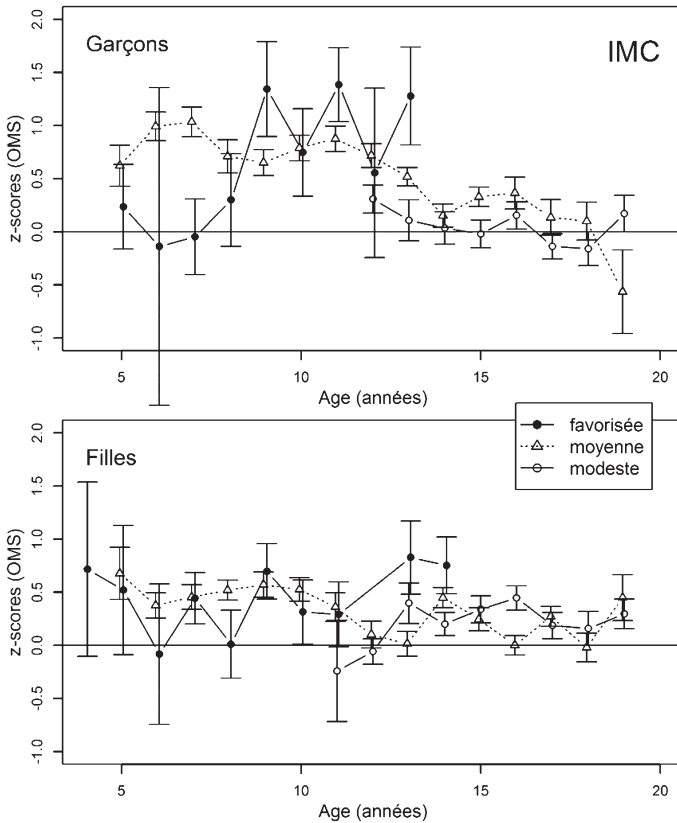 Garçons
IMC
z-scores (OMS)
2.0
1.5
1.0
0.5
0.0
-0.5
-1.0
5
10
15
20
Age (années)
favorisée
moyenne
modeste
Filles
z-scores (OMS)
2.0
1.5
1.0
0.5
0.0
-0.5
-1.0
5
10
15
20
Age (années)